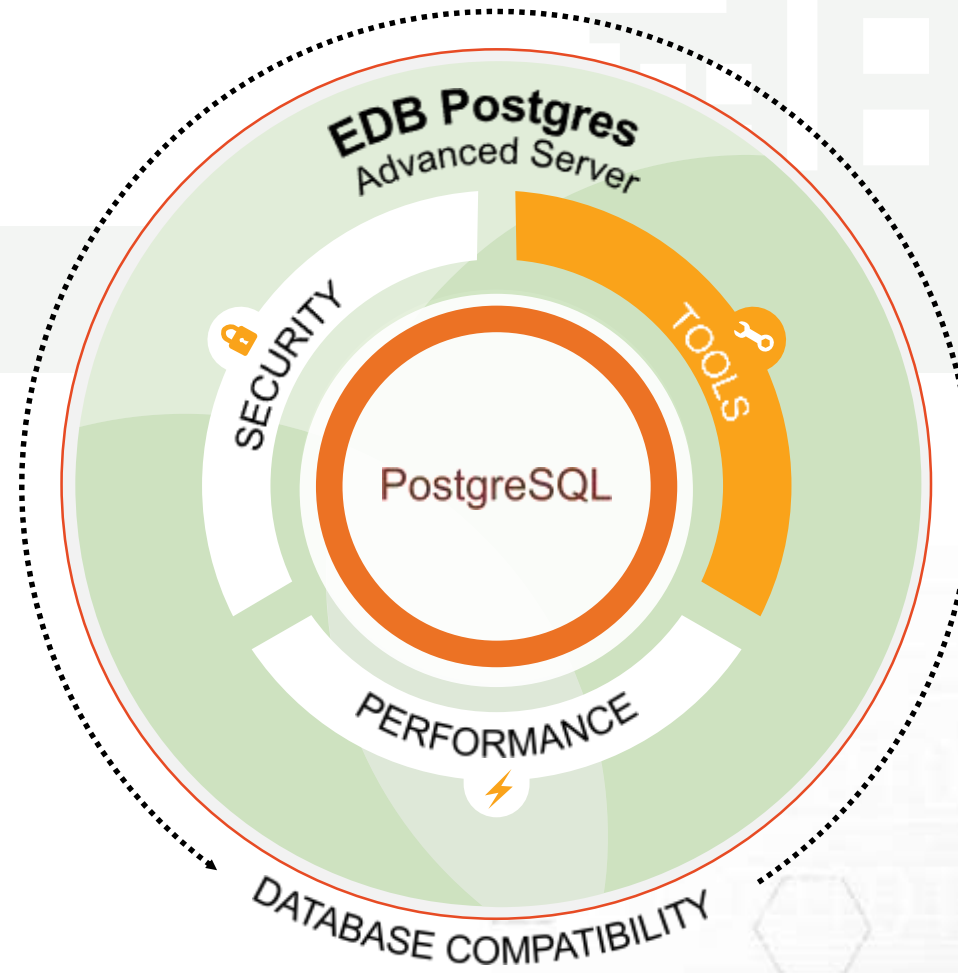 EDB Postgres
Advanced Server
SECURITY
TOOLS
PostgreSQL
PERFORMANCE
DATABASE COMPATIBILITY